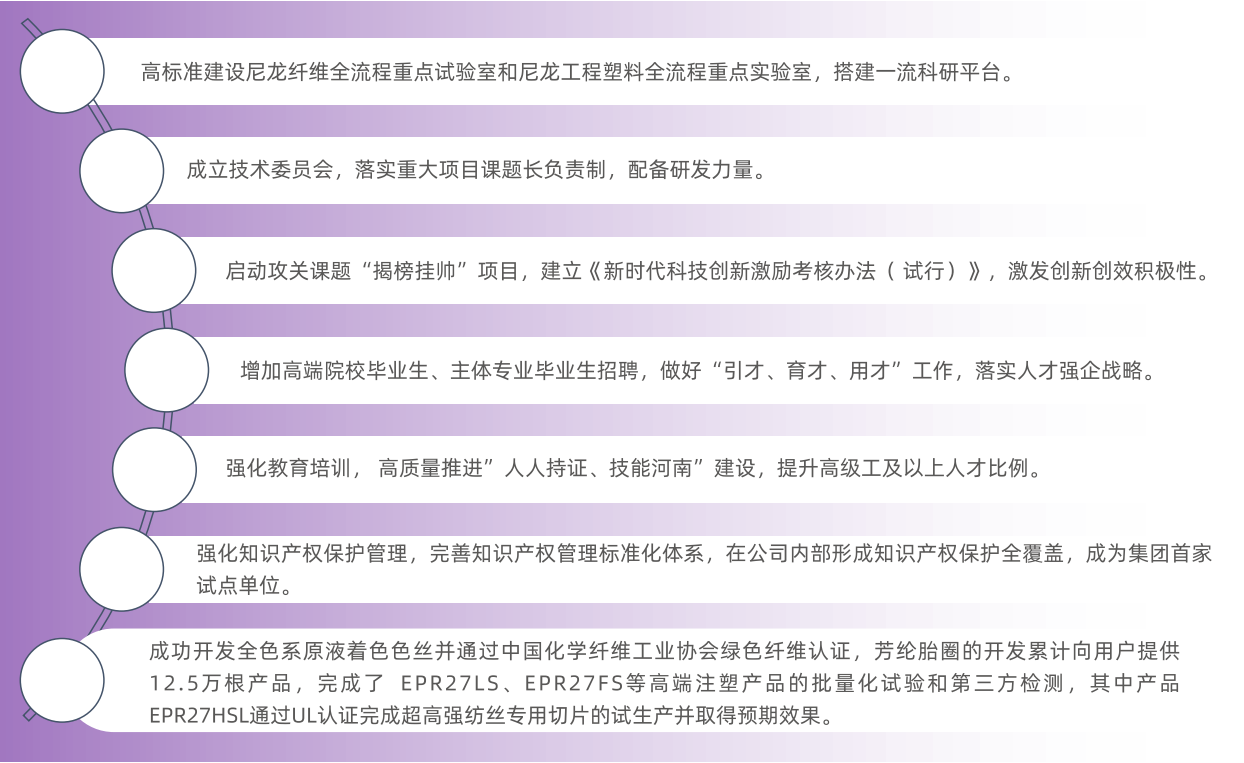 高标准建设尼龙纤维全流程重点试验室和尼龙工程塑料全流程重点实验室，搭建一流科研平台。
成立技术委员会，落实重大项目课题长负责制，配备研发力量。
启动攻关课题“揭榜挂帅”项目，建立《新时代科技创新激励考核办法（ 试行）》，激发创新创效积极性。
增加高端院校毕业生、主体专业毕业生招聘，做好“引才、育才、用才”工作，落实人才强企战略。
强化教育培训， 高质量推进”人人持证、技能河南”建设，提升高级工及以上人才比例。
强化知识产权保护管理，完善知识产权管理标准化体系，在公司内部形成知识产权保护全覆盖，成为集团首家
试点单位。
成功开发全色系原液着色色丝并通过中国化学纤维工业协会绿色纤维认证，芳纶胎圈的开发累计向用户提供
12.5万根产品，完成了 EPR27LS、EPR27FS等高端注塑产品的批量化试验和第三方检测，其中产品
EPR27HSL通过UL认证完成超高强纺丝专用切片的试生产并取得预期效果。